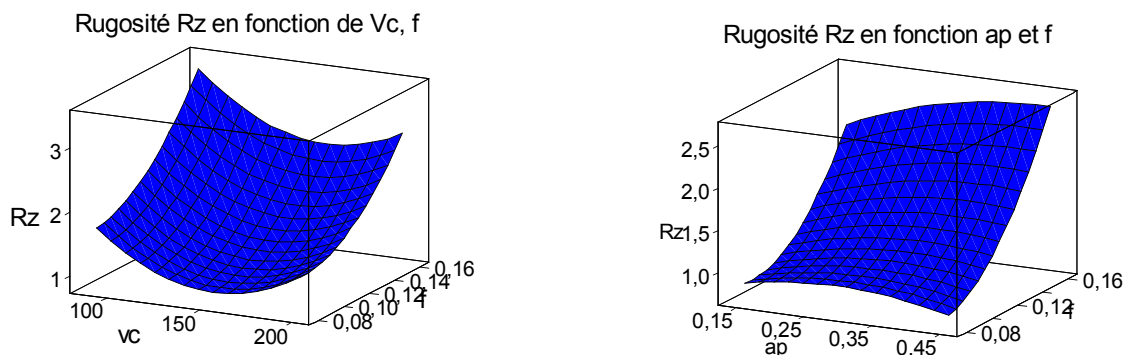 Rugosité Rz en fonction de Vc, f
3
2
1
Rz
100
150
200
vc
0,08
0,10
0,12
0,14
0,16
f
Rugosité Rz en fonction ap et f
2,5
2,0
1,5
1,0
Rz
0,15
0,25
0,35
0,45
ap
0,08
0,12
0,16
f